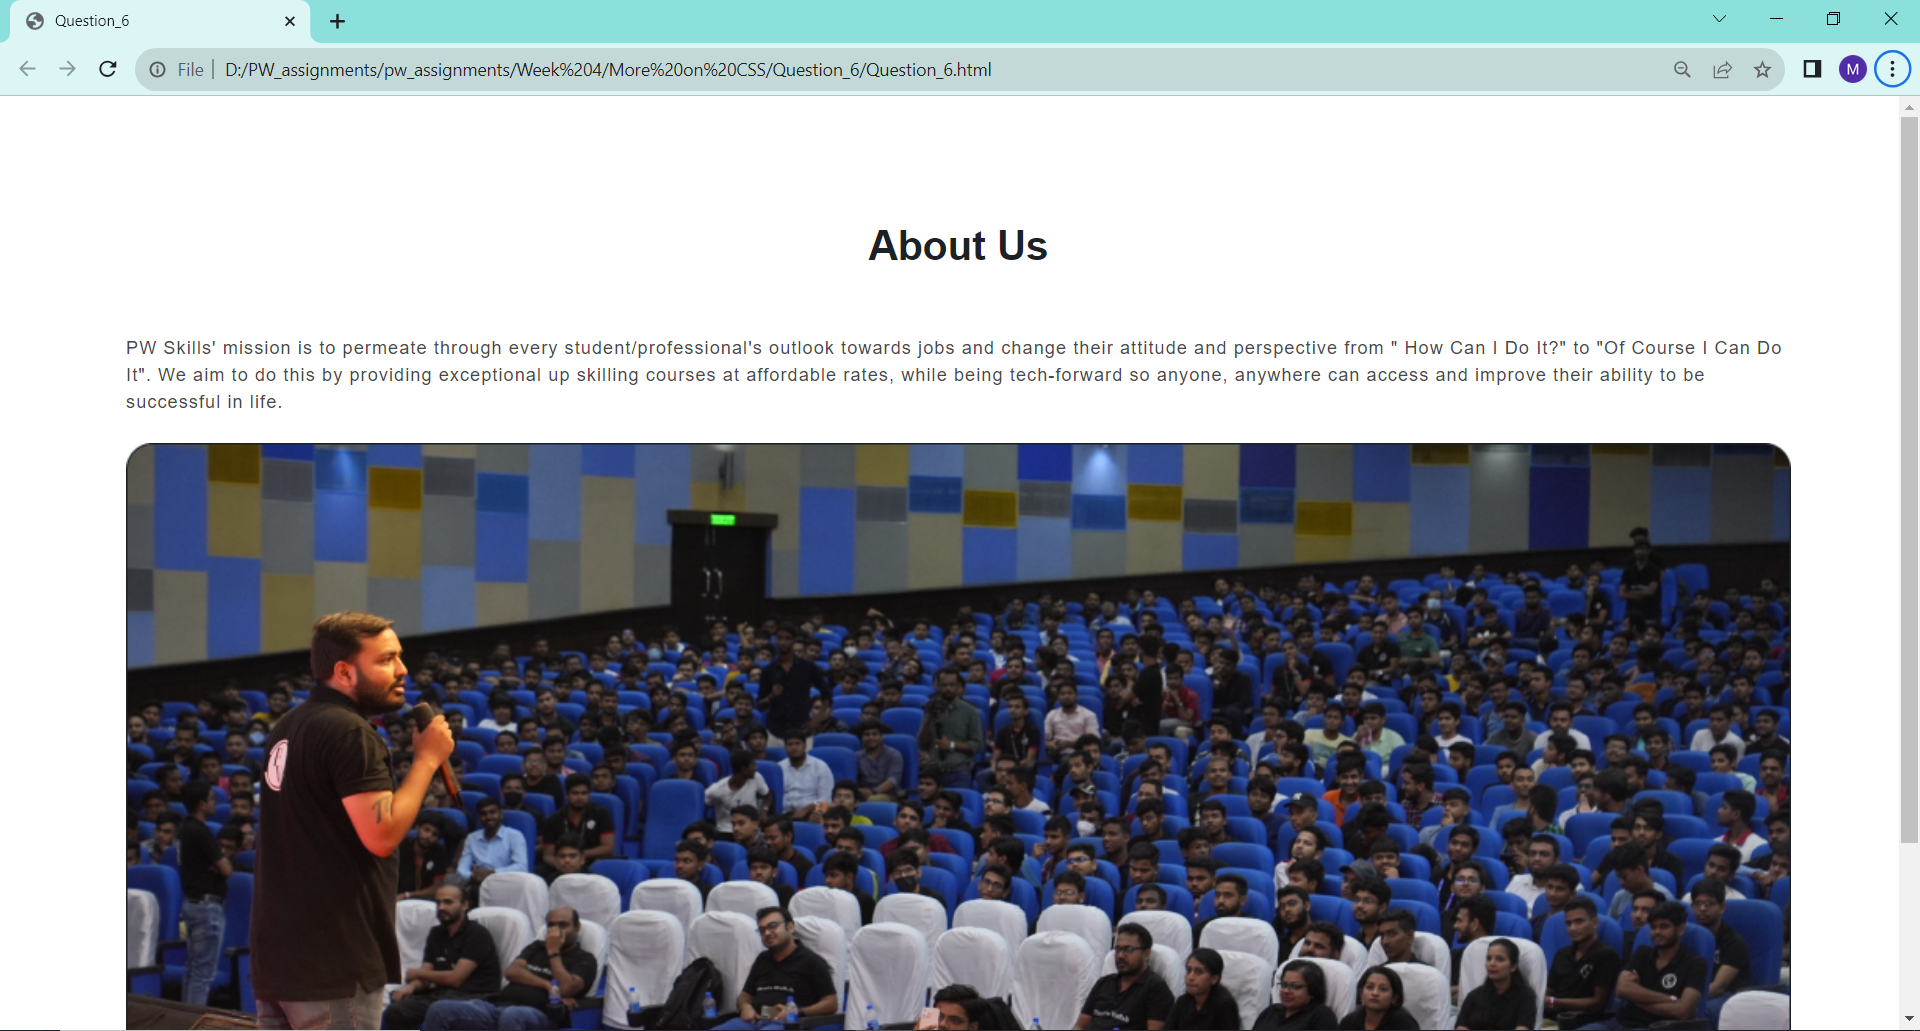 Question_6
File | D:/PW_assignments/pw_assignments/Week%204/More%20on%20CSS/Question_6/Question_6.html
M
About Us
PW Skills' mission is to permeate through every student/professional's outlook towards jobs and change their attitude and perspective from " How Can I Do It?" to "Of Course I Can Do
It". We aim to do this by providing exceptional up skilling courses at affordable rates, while being tech-forward so anyone, anywhere can access and improve their ability to be
successful in life.